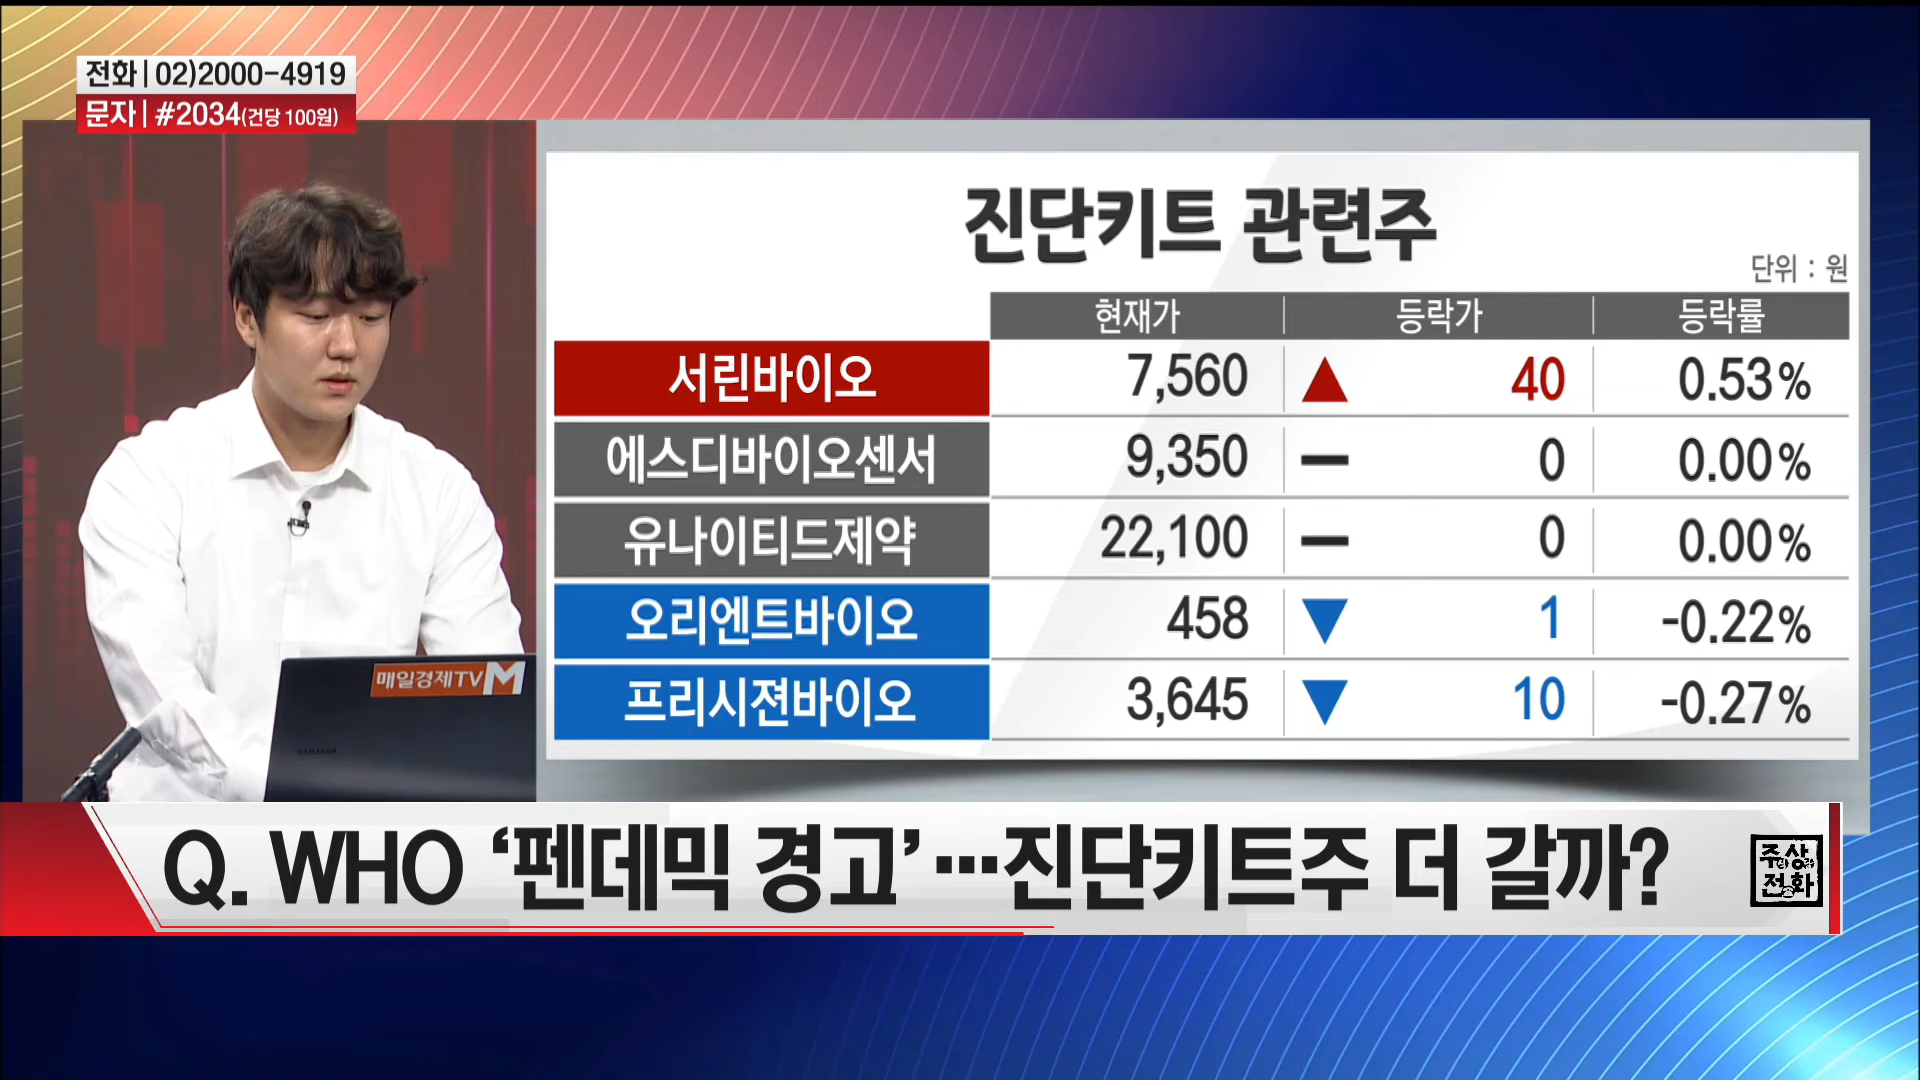 전화 | 02)2000-4919
문자 | #2034(건당 100원)
진단키트 관련주
단위 : 원
현재가 등락가 등락률
서린바이오 7,560 ▲ 40 0.53%
에스디바이오센서 9,350 ━ 0 0.00%
유나이티드제약 22,100 ━ 0 0.00%
오리엔트바이오 458 ▼ 1 -0.22%
프리시젼바이오 3,645 ▼ 10 -0.27%
매일경제TV M
SAMSUNG
Q. WHO ‘펜데믹 경고’…진단키트주 더 갈까?
주상
전화